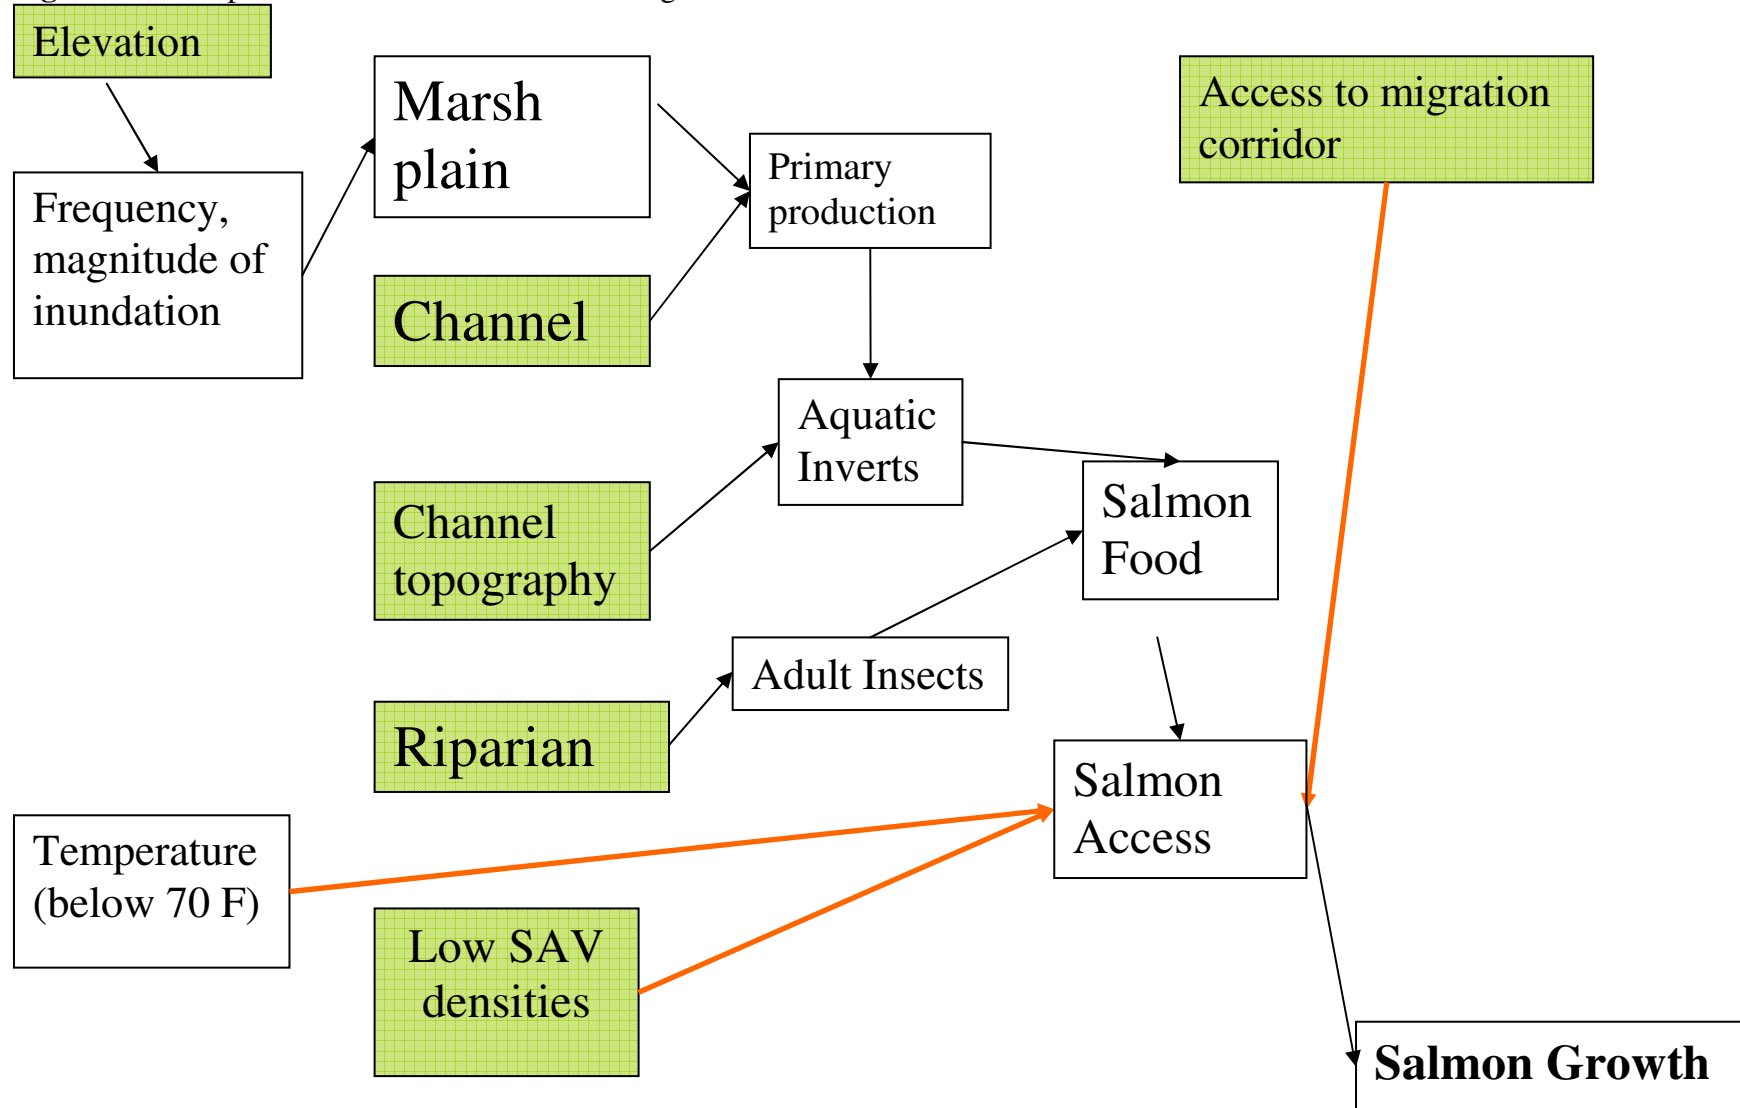 Elevation
Marsh
plain
Access to migration
corridor
Primary
production
Frequency,
magnitude of
inundation
Channel
Aquatic
Inverts
Salmon
Food
Channel
topography
Adult Insects
Riparian
Salmon
Access
Temperature
(below 70 F)
Low SAV
densities
Salmon Growth